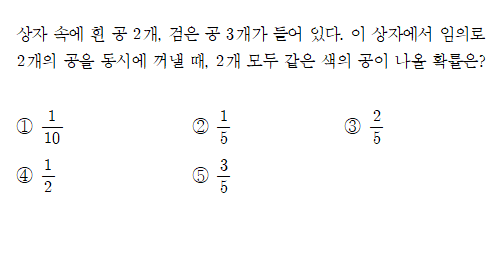 상자 속에 흰 공 2개, 검은 공 3개가 들어 있다. 이 상자에서 임의로
2개의 공을 동시에 꺼낼 때, 2개 모두 같은 색의 공이 나올 확률은?
① 1/10 ② 1/5 ③ 2/5
④ 1/2 ⑤ 3/5